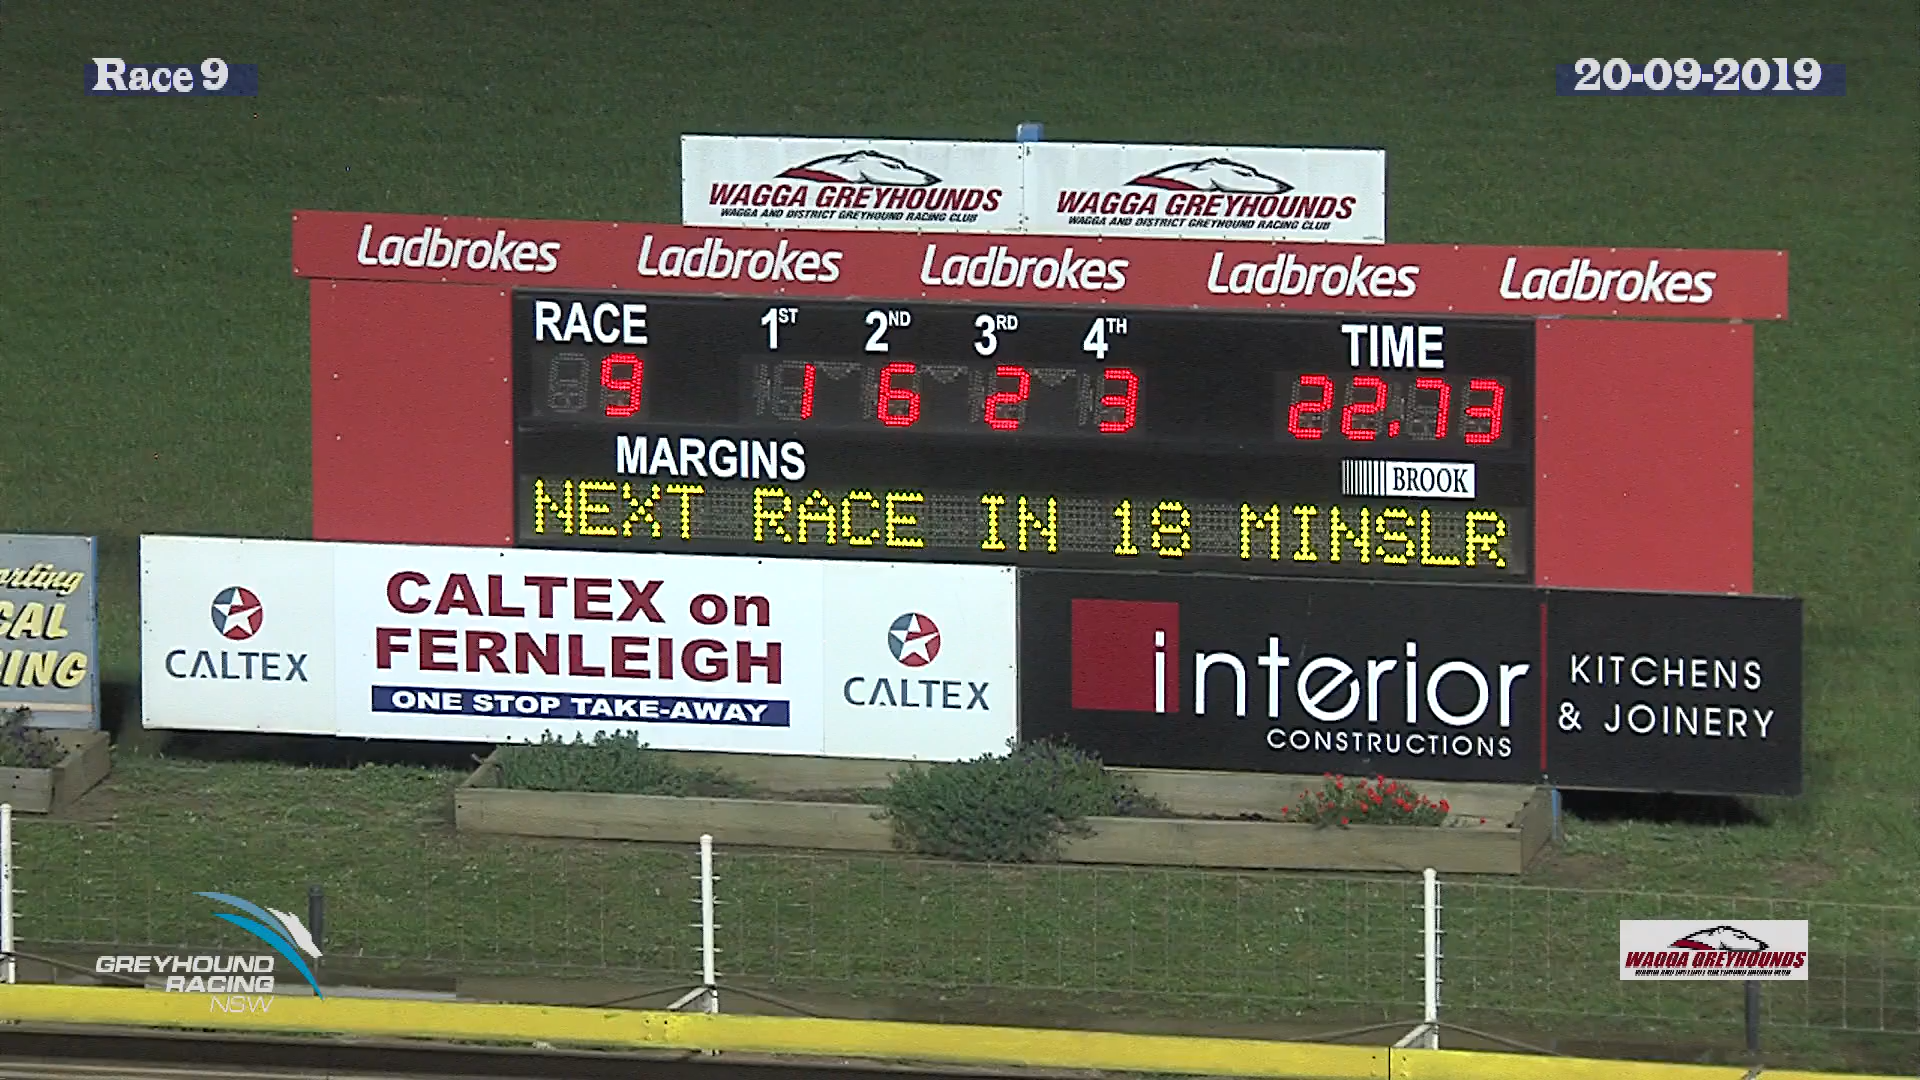 Race 9
20-09-2019
WAGGA GREYHOUNDS
WAGGA AND DISTRICT GREYHOUND RACING CLUB
WAGGA GREYHOUNDS
WAGGA AND DISTRICT GREYHOUND RACING CLUB
Ladbrokes Ladbrokes Ladbrokes Ladbrokes Ladbrokes
RACE 1ST 2ND 3RD 4TH TIME
9 1 6 2 3 22.73
MARGINS
BROOK
NEXT RACE IN 18 MINSLR
CALTEX
CALTEX on
FERNLEIGH
ONE STOP TAKE-AWAY
CALTEX
interior
CONSTRUCTIONS
KITCHENS
& JOINERY
GREYHOUND
RACING
NSW
WAGGA GREYHOUNDS